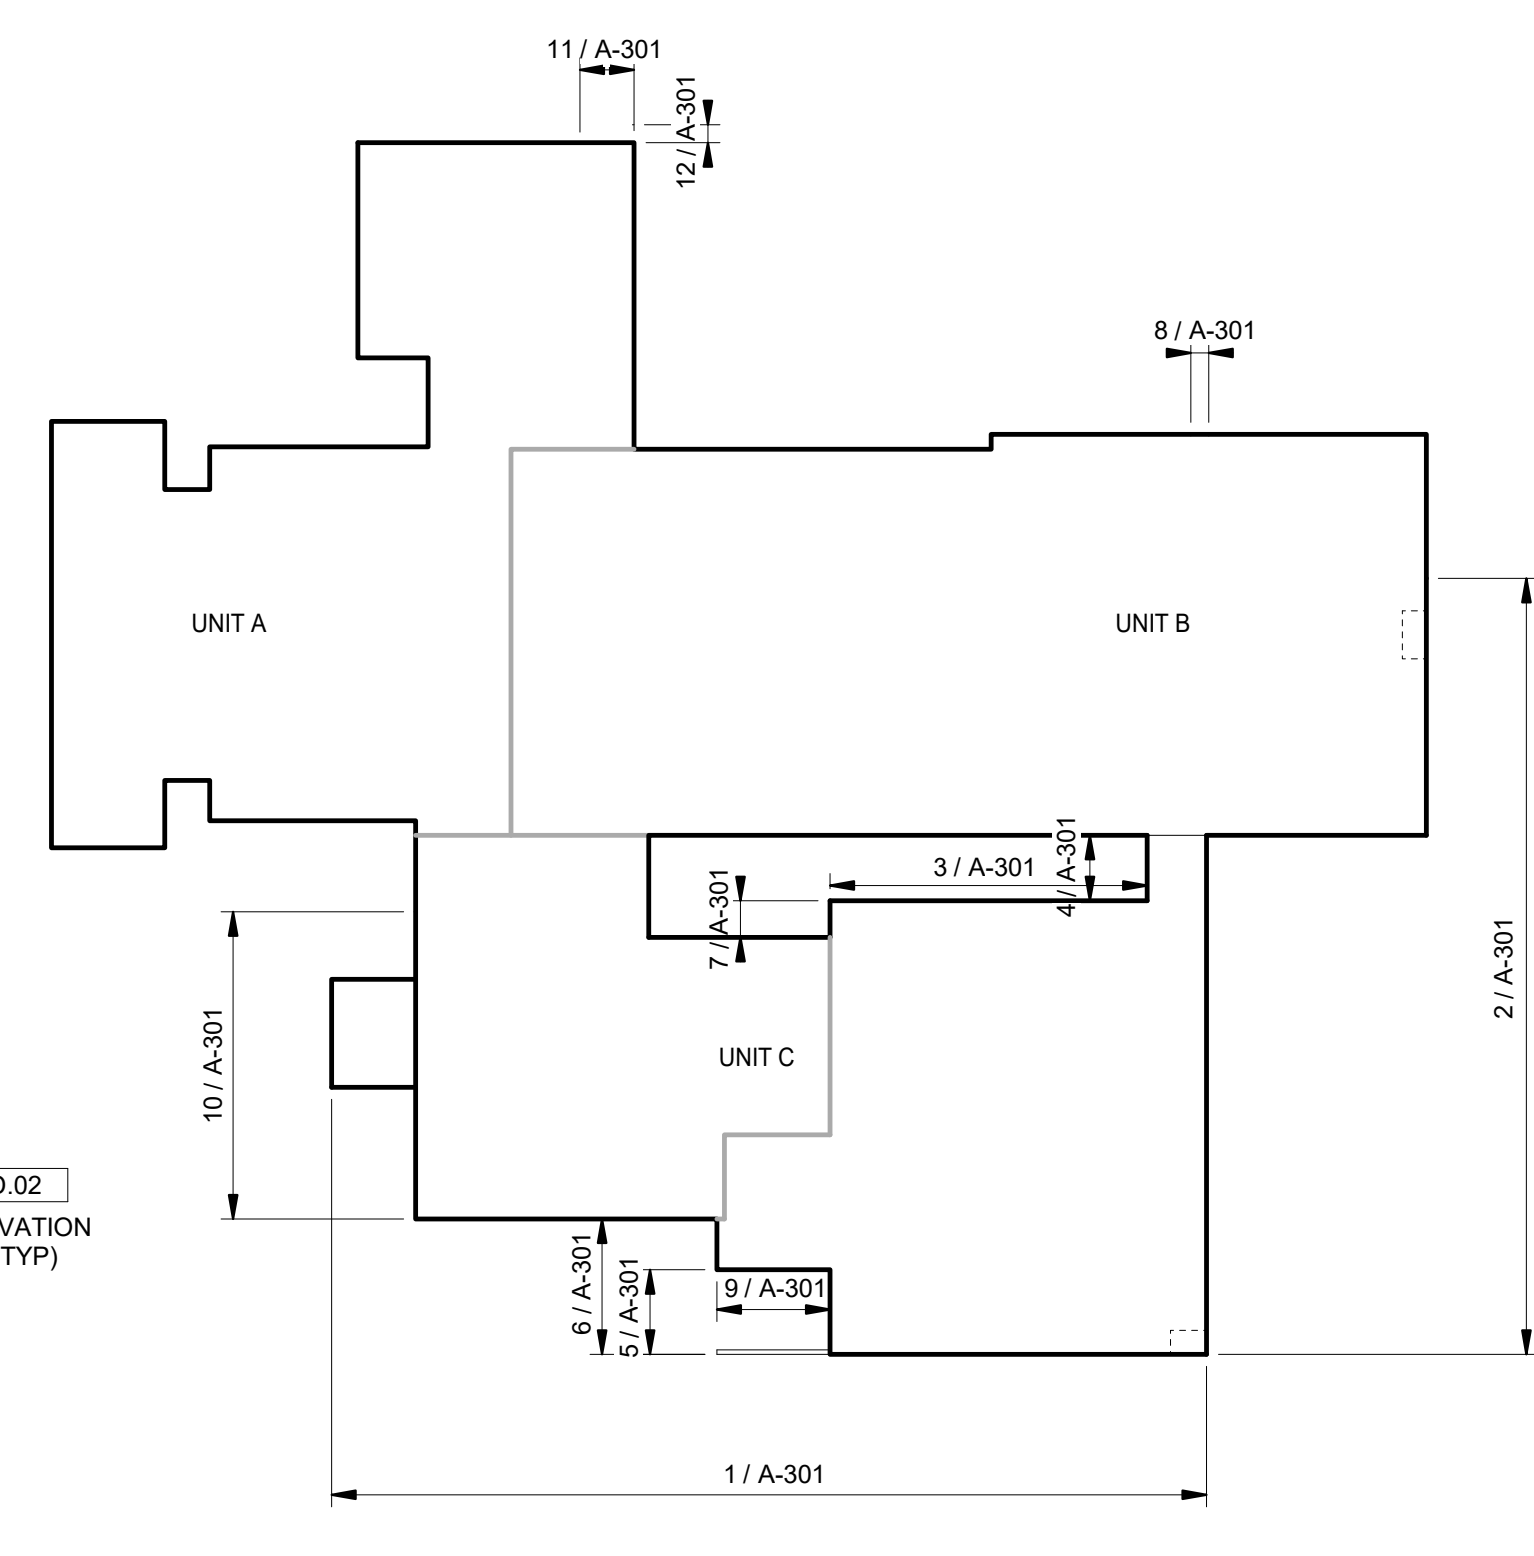 11 / A-301
12 / A-301
8 / A-301
UNIT A
UNIT B
3 / A-301
4 / A-301
7 / A-301
2 / A-301
10 / A-301
UNIT C
.02
VATION
TYP)
6 / A-301
5 / A-301
9 / A-301
1 / A-301